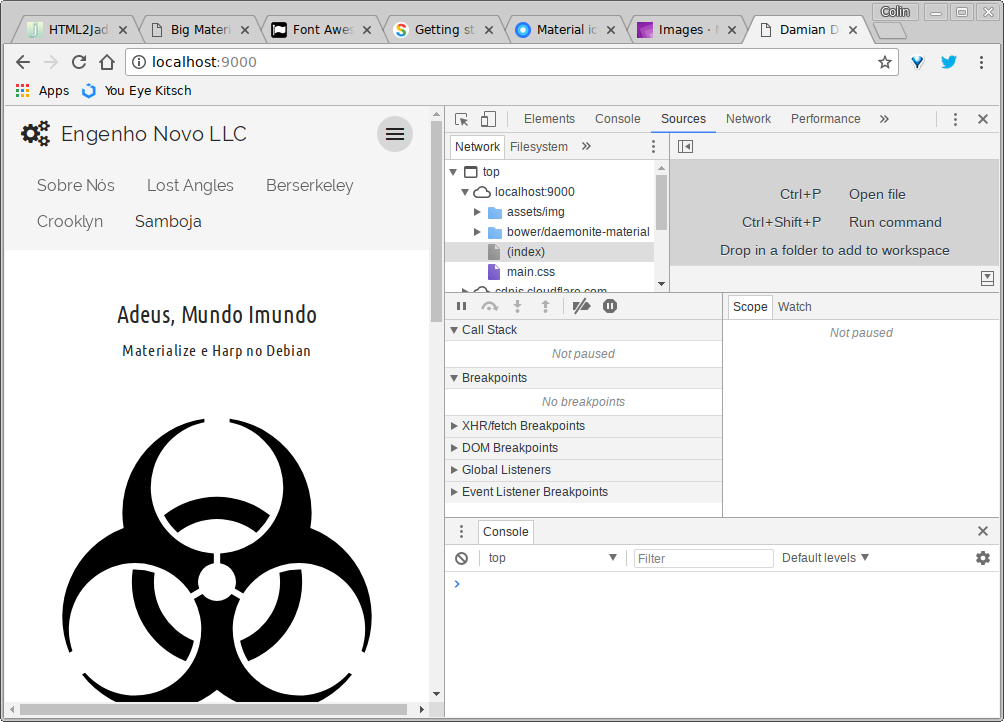 Colin
HTML2Jad
Big Materi
Font Awes
Getting st
Material ic
Images · M
Damian D
localhost:9000
Apps
You Eye Kitsch
Engenho Novo LLC
Sobre Nós Lost Angles Berserkeley
Crooklyn Samboja
Adeus, Mundo Imundo
Materialize e Harp no Debian
Elements Console Sources Network Performance »
Network Filesystem »
top
localhost:9000
assets/img
bower/daemonite-material
(index)
main.css
cdnjs.cloudflare.com
Ctrl+P Open file
Ctrl+Shift+P Run command
Drop in a folder to add to workspace
Call Stack
Not paused
Breakpoints
No breakpoints
XHR/fetch Breakpoints
DOM Breakpoints
Global Listeners
Event Listener Breakpoints
Scope Watch
Not paused
Console
top Filter Default levels